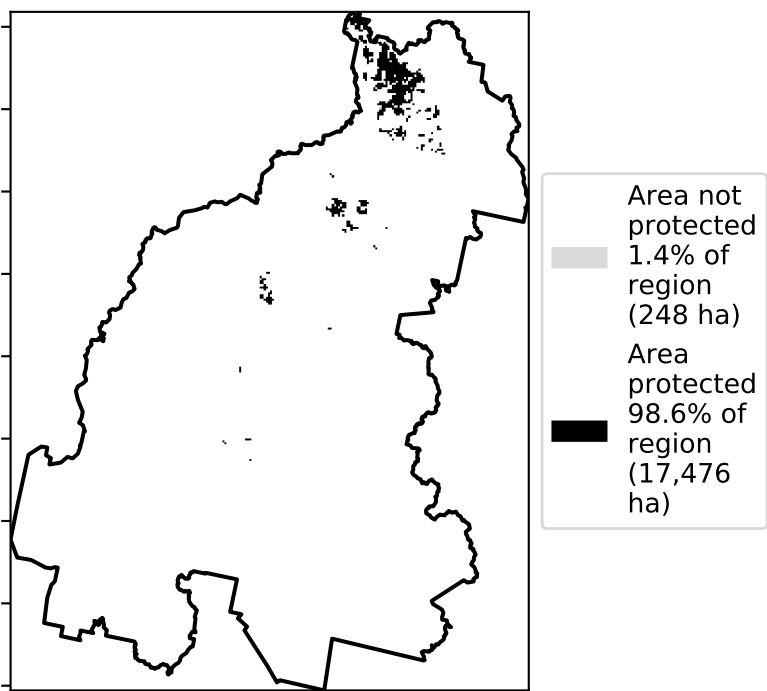 Area not
protected
1.4% of
region
(248 ha)
Area
protected
98.6% of
region
(17,476
ha)